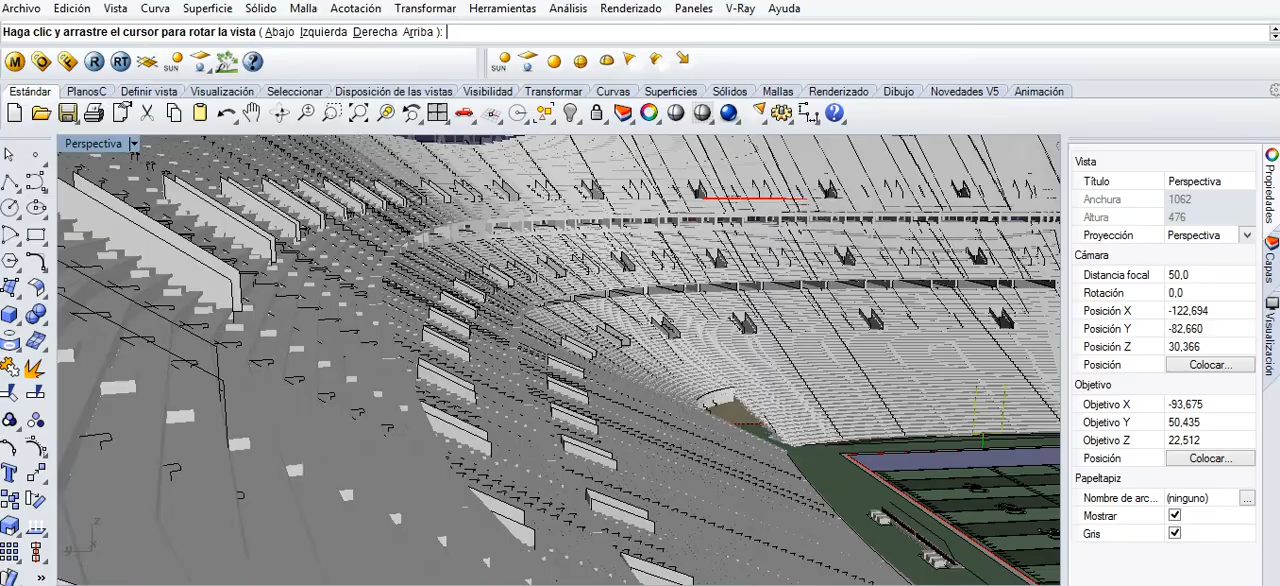 Archivo Edición Vista Curva Superficie Sólido Malla Acotación Transformar Herramientas Análisis Renderizado Paneles V-Ray Ayuda
Haga clic y arrastre el cursor para rotar la vista ( Abajo Izquierda Derecha Arriba ):
M O F R RT SUN ? SUN
Estándar PlanosC Definir vista Visualización Seleccionar Disposición de las vistas Visibilidad Transformar Curvas Superficies Sólidos Mallas Renderizado Dibujo Novedades V5 Animación
Perspectiva
Vista
Título Perspectiva
Anchura 1062
Altura 476
Proyección Perspectiva
Cámara
Distancia focal 50,0
Rotación 0,0
Posición X -122,694
Posición Y -82,660
Posición Z 30,366
Posición Colocar...
Objetivo
Objetivo X -93,675
Objetivo Y 50,435
Objetivo Z 22,512
Posición Colocar...
Papeltapiz
Nombre de arc... (ninguno) ...
Mostrar
Gris
Propiedades
Capas
Visualización
z
y x